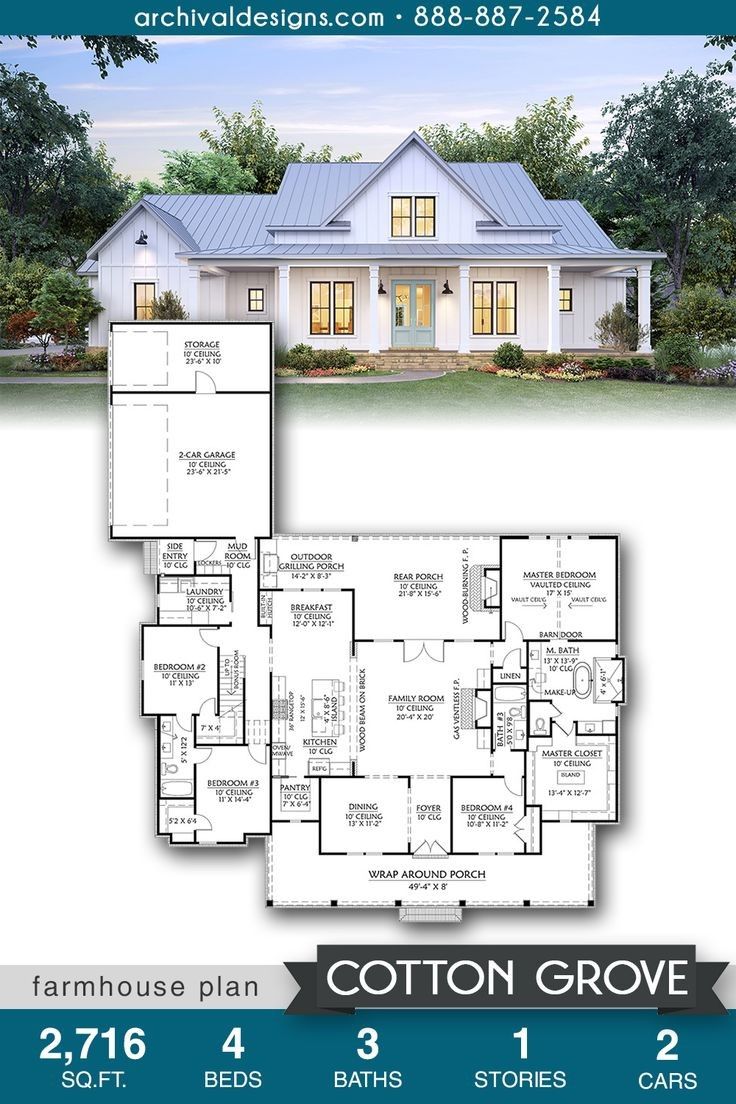 archivaldesigns.com • 888-887-2584
STORAGE
10' CEILING
23'-6" X 10'
2-CAR GARAGE
10' CEILING
23'-6" X 21'-5"
SIDE
ENTRY
10' CLG
LOCKERS
MUD
ROOM
10' CLG
OUTDOOR
GRILLING PORCH
14'-2" X 8'-3"
REAR PORCH
10' CEILING
21'-8" X 15'-6"
WOOD-BURNING F.P.
MASTER BEDROOM
VAULTED CEILING
17' X 15'
VAULT CEIL'G
VAULT CEIL'G
BARN DOOR
LAUNDRY
10' CEILING
10'-6" X 7'-2"
BUILT-IN
HUTCH
BREAKFAST
10' CEILING
12'-0" X 12'-1"
BEDROOM #2
10' CEILING
11' X 13'
UP TO
BONUS ROOM
7' X 4'
36" RANGETOP
12' X 15'-6"
ISLAND
4' X 8'-6"
KITCHEN
10' CLG
OVEN/
M/WAVE
REF'G
WOOD BEAM ON BRICK
FAMILY ROOM
10' CEILING
20'-4" X 20'
GAS VENTLESS F.P.
LINEN
M. BATH
13' X 13'-9"
10' CLG
MAKE-UP
4' x 6'-1"
BATH #3
5'0 X 9'8
MASTER CLOSET
10' CEILING
ISLAND
13'-4" X 12'-7"
5' X 12'2
BEDROOM #3
10' CEILING
11' X 14'-4"
5'2 X 6'4
PANTRY
10' CLG
7' X 6'-4"
DINING
10' CEILING
13' X 11'-2"
FOYER
10' CLG
BEDROOM #4
10' CEILING
10'-8" X 11'-2"
WRAP AROUND PORCH
49'-4" X 8'
farmhouse plan
COTTON GROVE
2,716 4 3 1 2
SQ.FT. BEDS BATHS STORIES CARS